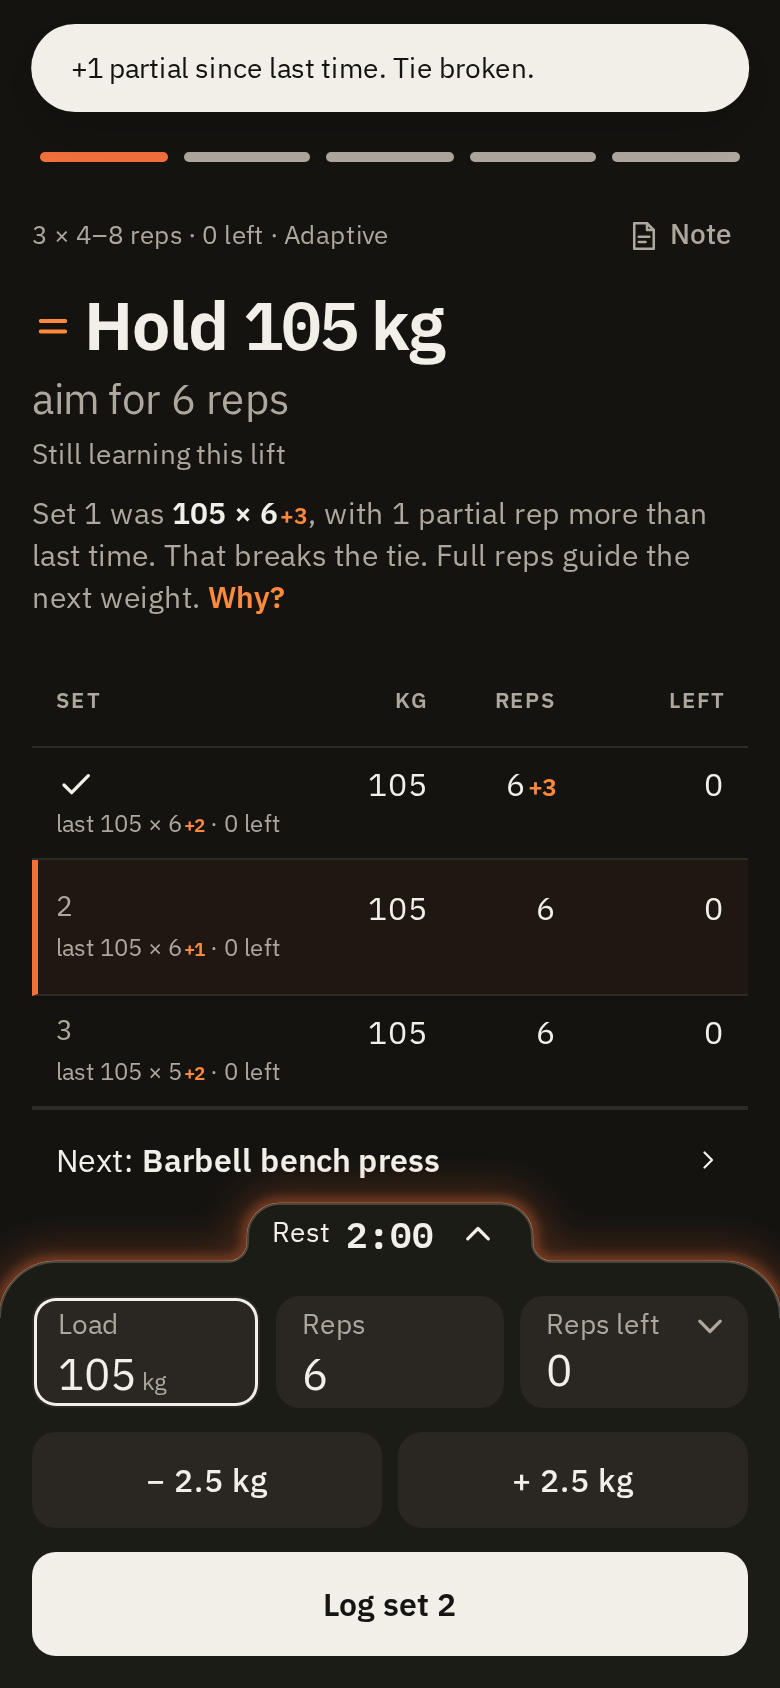 +1 partial since last time. Tie broken.
3 × 4–8 reps · 0 left · Adaptive
Note
= Hold 105 kg
aim for 6 reps
Still learning this lift
Set 1 was 105 × 6+3, with 1 partial rep more than
last time. That breaks the tie. Full reps guide the
next weight. Why?
SET KG REPS LEFT
105 6+3 0
last 105 × 6+2 · 0 left
2 105 6 0
last 105 × 6+1 · 0 left
3 105 6 0
last 105 × 5+2 · 0 left
Next: Barbell bench press
Rest 2:00
Load Reps Reps left
105 kg 6 0
− 2.5 kg + 2.5 kg
Log set 2